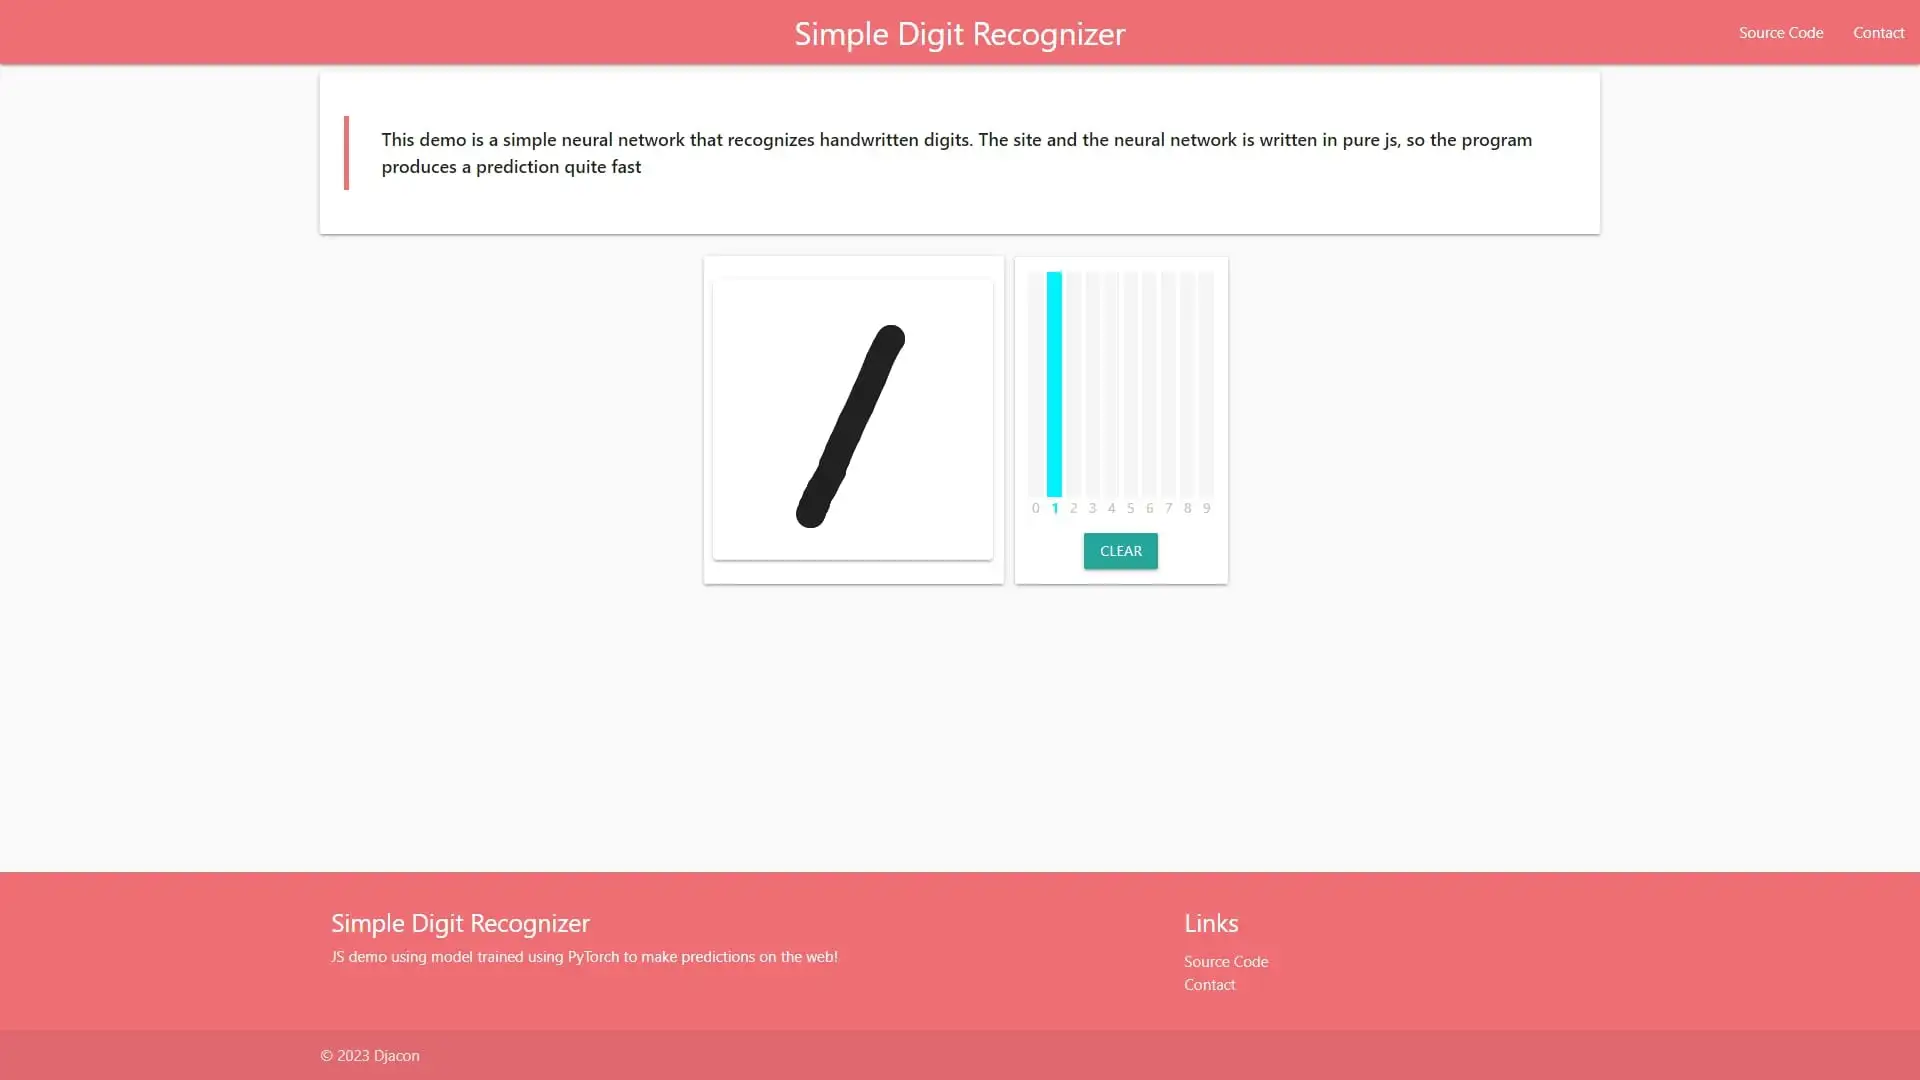 Simple Digit Recognizer
Source Code
Contact
This demo is a simple neural network that recognizes handwritten digits. The site and the neural network is written in pure js, so the program
produces a prediction quite fast
0 1 2 3 4 5 6 7 8 9
CLEAR
Simple Digit Recognizer
JS demo using model trained using PyTorch to make predictions on the web!
Links
Source Code
Contact
© 2023 Djacon